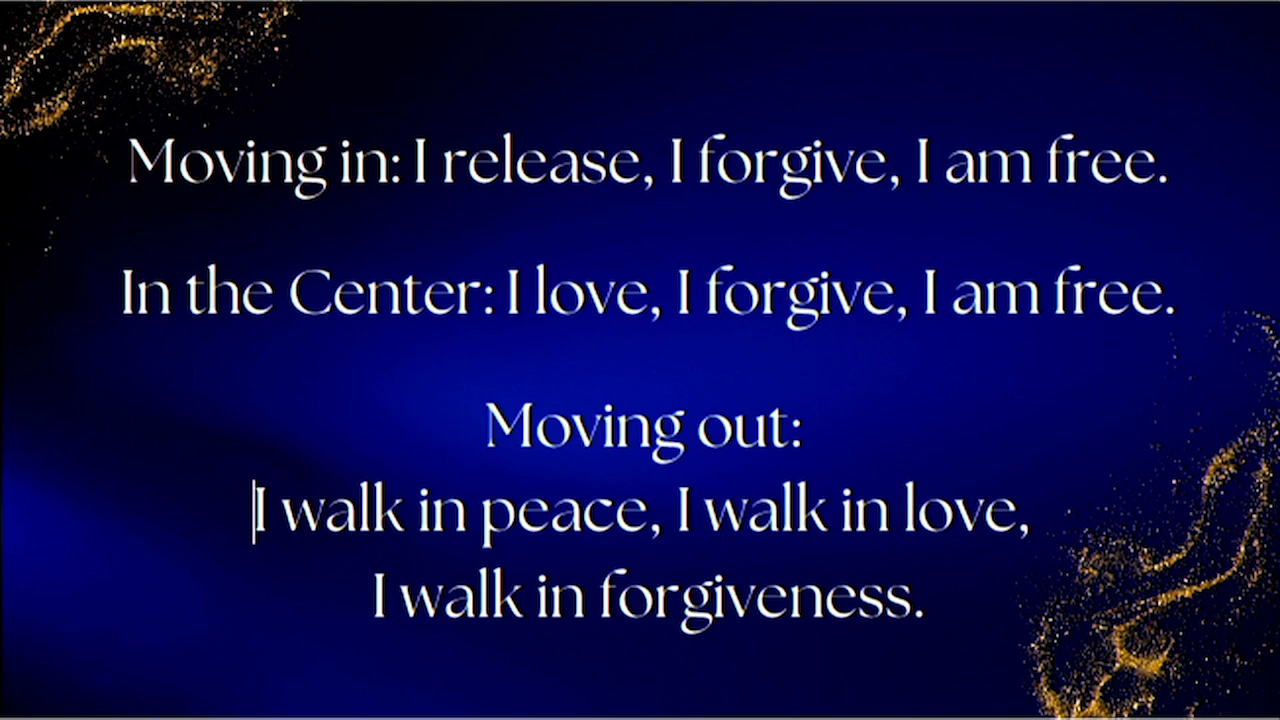 Moving in: I release, I forgive, I am free.
In the Center: I love, I forgive, I am free.
Moving out:
I walk in peace, I walk in love,
I walk in forgiveness.